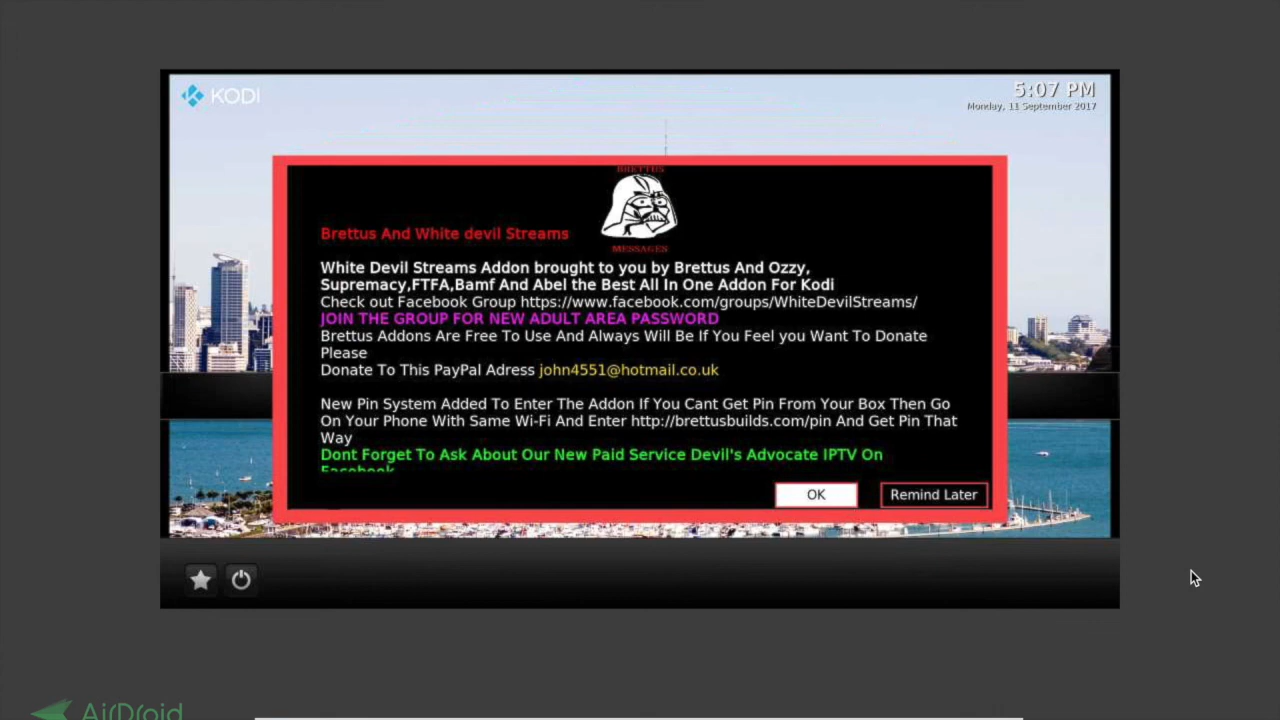 KODI
5:07 PM
Monday, 11 September 2017
BRETTUS
MESSAGES
Brettus And White devil Streams
White Devil Streams Addon brought to you by Brettus And Ozzy,
Supremacy,FTFA,Bamf And Abel the Best All In One Addon For Kodi
Check out Facebook Group https://www.facebook.com/groups/WhiteDevilStreams/
JOIN THE GROUP FOR NEW ADULT AREA PASSWORD
Brettus Addons Are Free To Use And Always Will Be If You Feel you Want To Donate
Please
Donate To This PayPal Adress john4551@hotmail.co.uk
New Pin System Added To Enter The Addon If You Cant Get Pin From Your Box Then Go
On Your Phone With Same Wi-Fi And Enter http://brettusbuilds.com/pin And Get Pin That
Way
Dont Forget To Ask About Our New Paid Service Devil's Advocate IPTV On
Facebook
OK
Remind Later
AirDroid